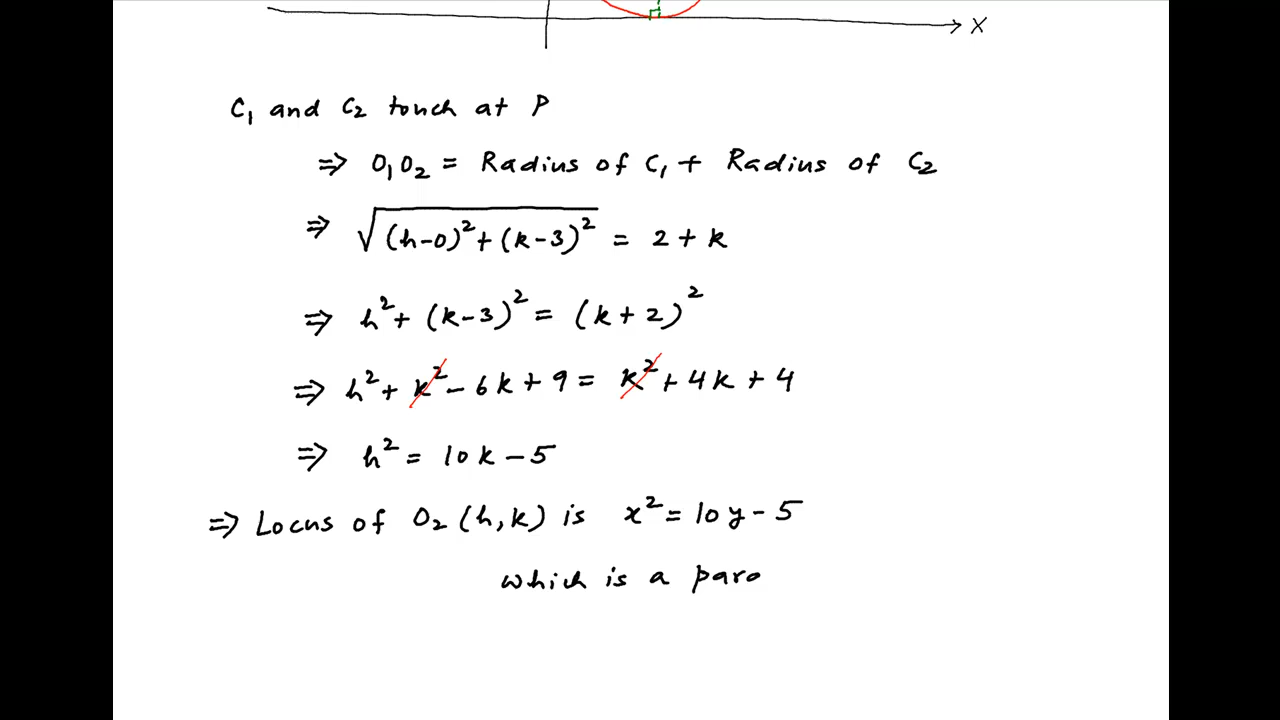 X
C₁ and C₂ touch at P
⇒ O₁O₂ = Radius of C₁ + Radius of C₂
⇒ √((h-0)² + (k-3)²) = 2 + k
⇒ h² + (k-3)² = (k+2)²
⇒ h² + k² - 6k + 9 = k² + 4k + 4
⇒ h² = 10k - 5
⇒ Locus of O₂ (h, k) is x² = 10y - 5
which is a para